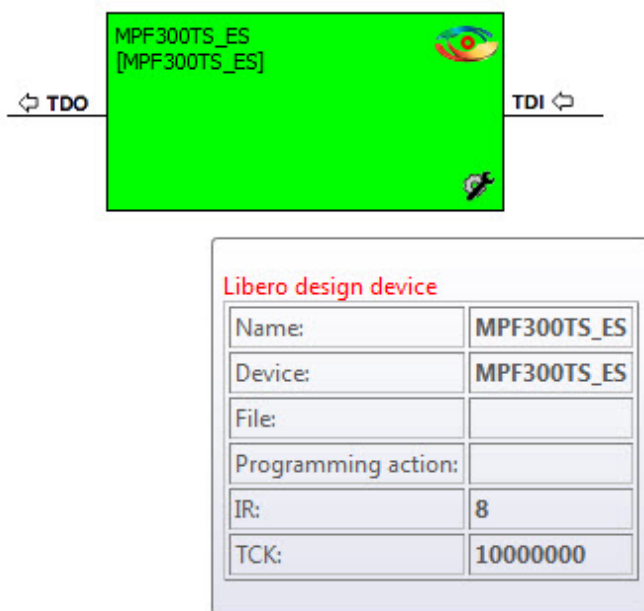 MPF300TS_ES
[MPF300TS_ES]
TDO
TDI
Libero design device
Name: MPF300TS_ES
Device: MPF300TS_ES
File:
Programming action:
IR: 8
TCK: 10000000